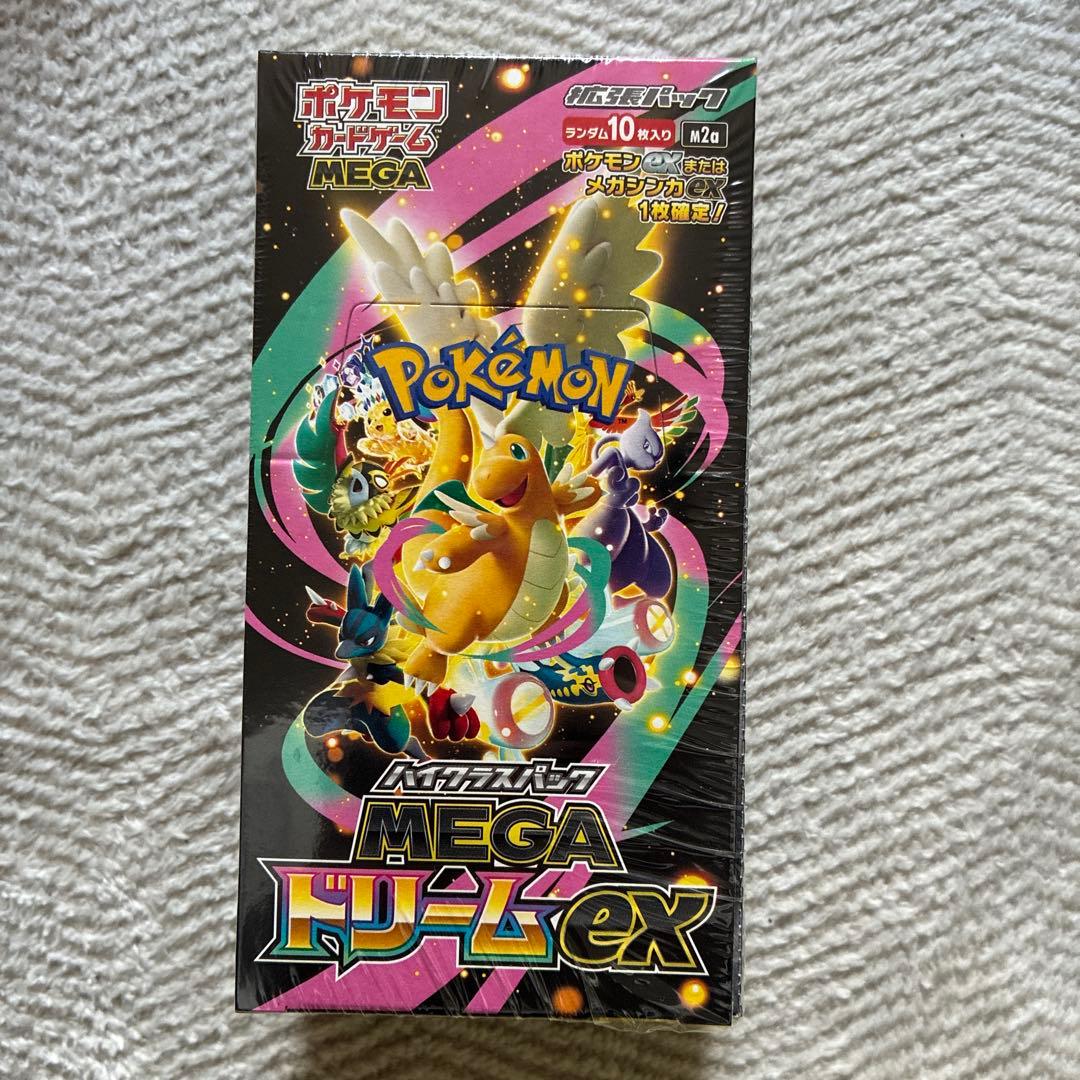 ポケモン
カードゲーム™
MEGA
拡張パック
ランダム10枚入り M2a
ポケモンexまたは
メガシンカex
1枚確定!
POKéMON™
ハイクラスパック
MEGA
ドリームex